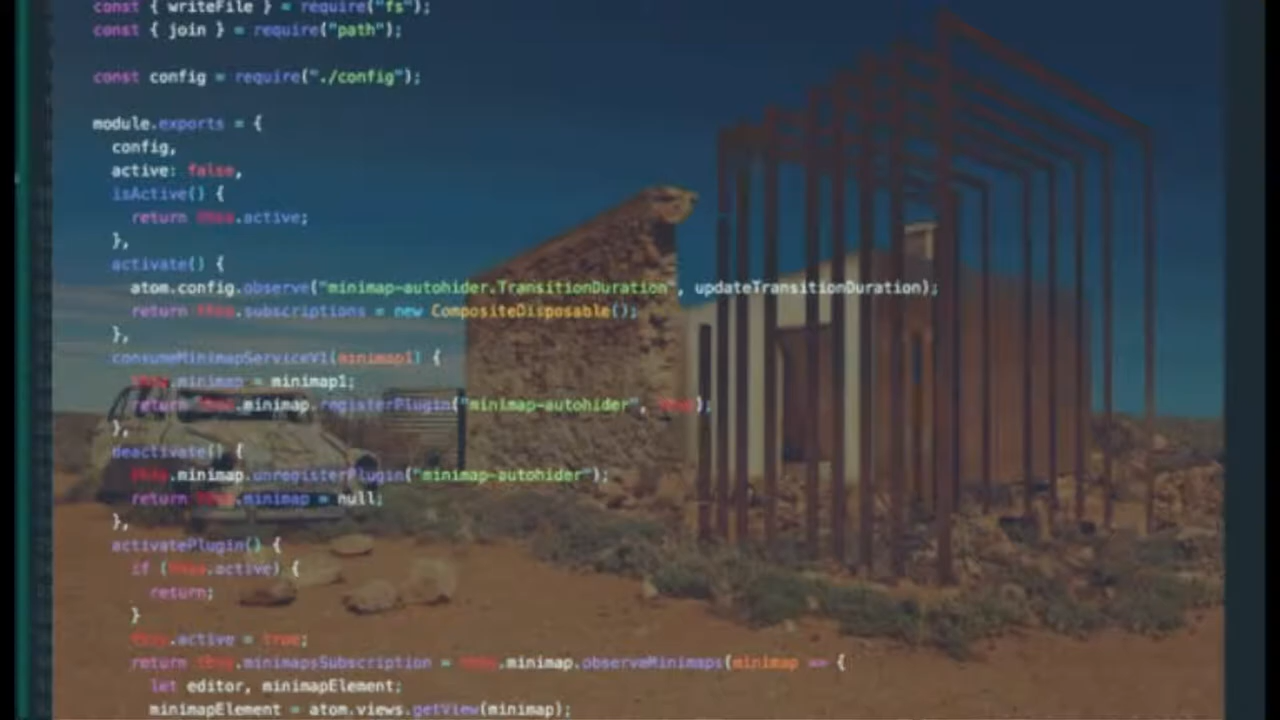 const { writeFile } = require("fs");
const { join } = require("path");
const config = require("./config");
module.exports = {
config,
active: false,
isActive() {
return this.active;
},
activate() {
atom.config.observe("minimap-autohider.TransitionDuration", updateTransitionDuration);
return this.subscriptions = new CompositeDisposable();
},
consumeMinimapServiceV1(minimap1) {
this.minimap = minimap1;
return this.minimap.registerPlugin("minimap-autohider", this);
},
deactivate() {
this.minimap.unregisterPlugin("minimap-autohider");
return this.minimap = null;
},
activatePlugin() {
if (this.active) {
return;
}
this.active = true;
return this.minimapsSubscription = this.minimap.observeMinimaps(minimap => {
let editor, minimapElement;
minimapElement = atom.views.getView(minimap);